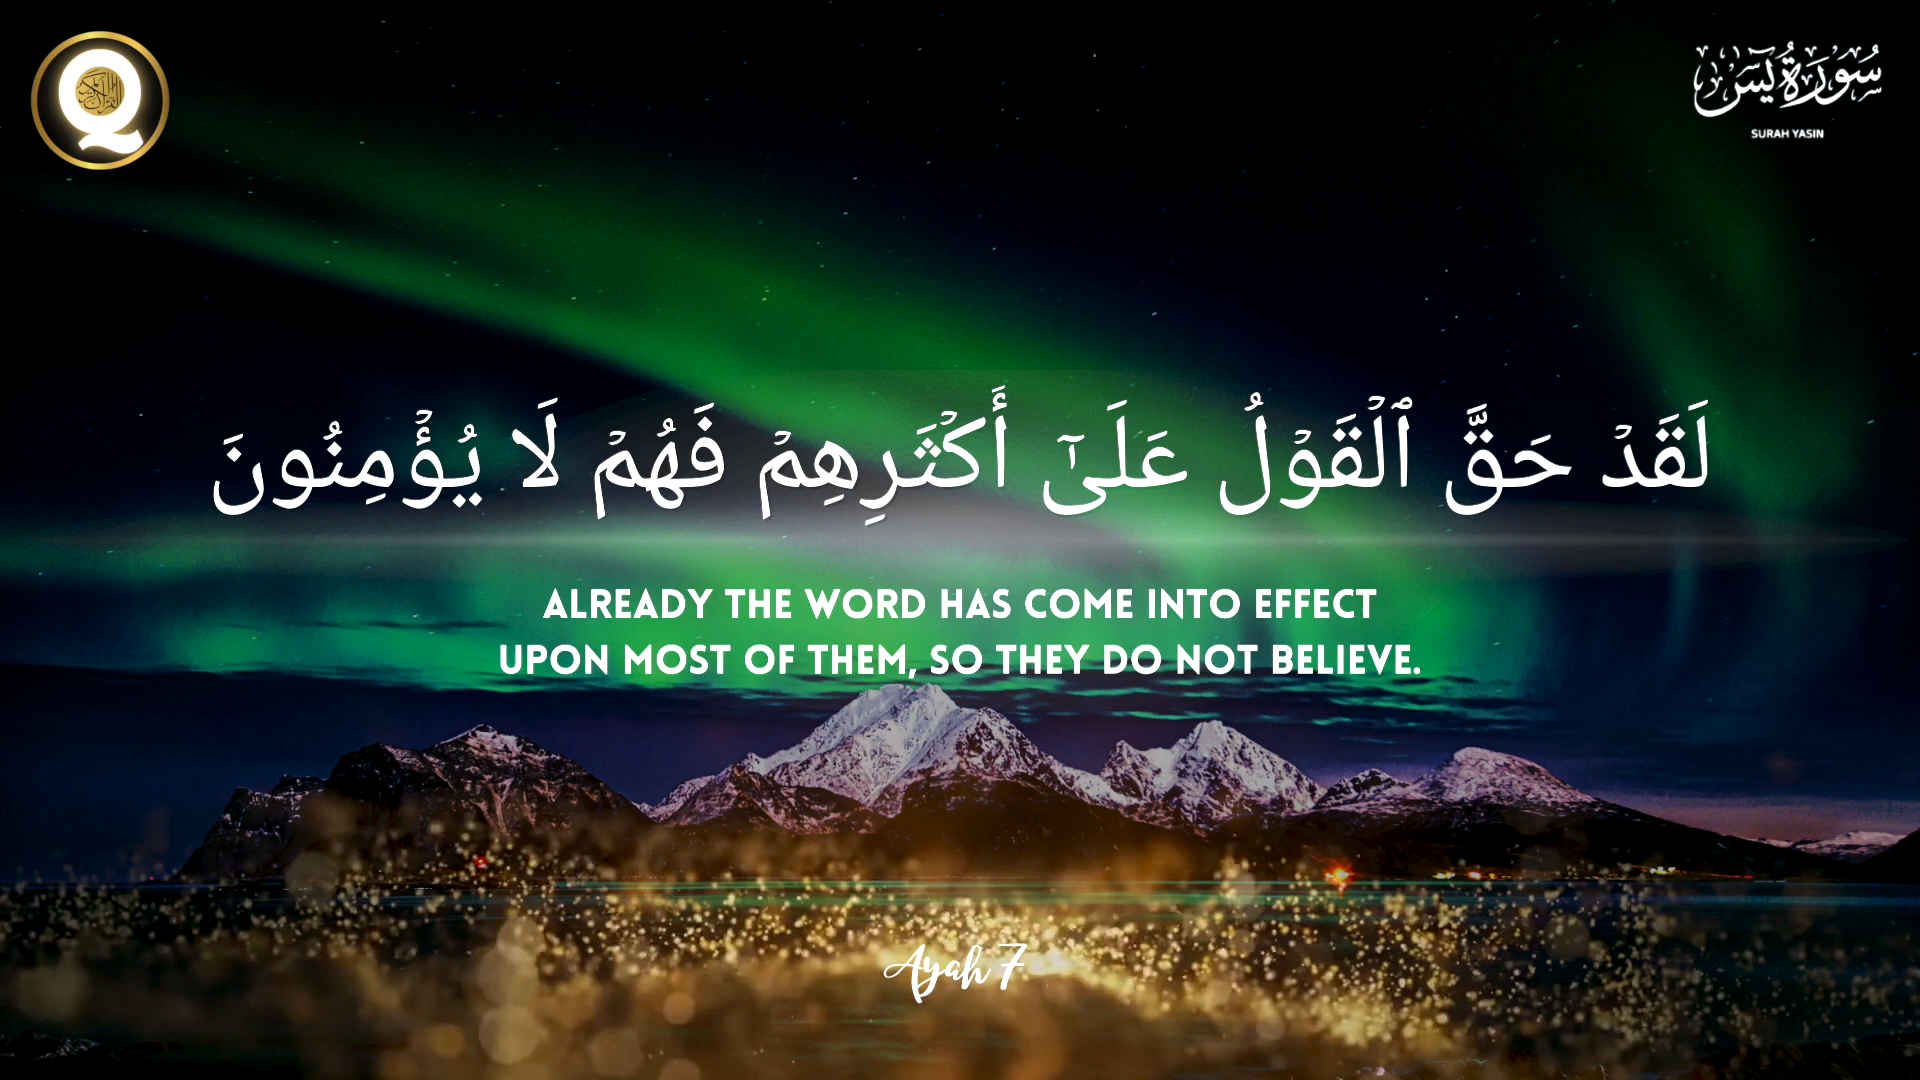 سُورَةُ يٓسٓ
SURAH YASIN
لَقَدْ حَقَّ ٱلْقَوْلُ عَلَىٰٓ أَكْثَرِهِمْ فَهُمْ لَا يُؤْمِنُونَ
ALREADY THE WORD HAS COME INTO EFFECT
UPON MOST OF THEM, SO THEY DO NOT BELIEVE.
Ayah 7